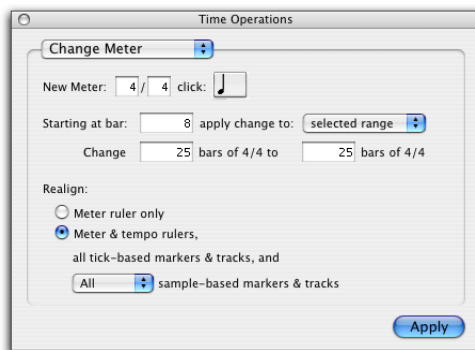 Time Operations
Change Meter
New Meter: 4 / 4 click:
Starting at bar: 8 apply change to: selected range
Change 25 bars of 4/4 to 25 bars of 4/4
Realign:
Meter ruler only
Meter & tempo rulers,
all tick-based markers & tracks, and
All sample-based markers & tracks
Apply